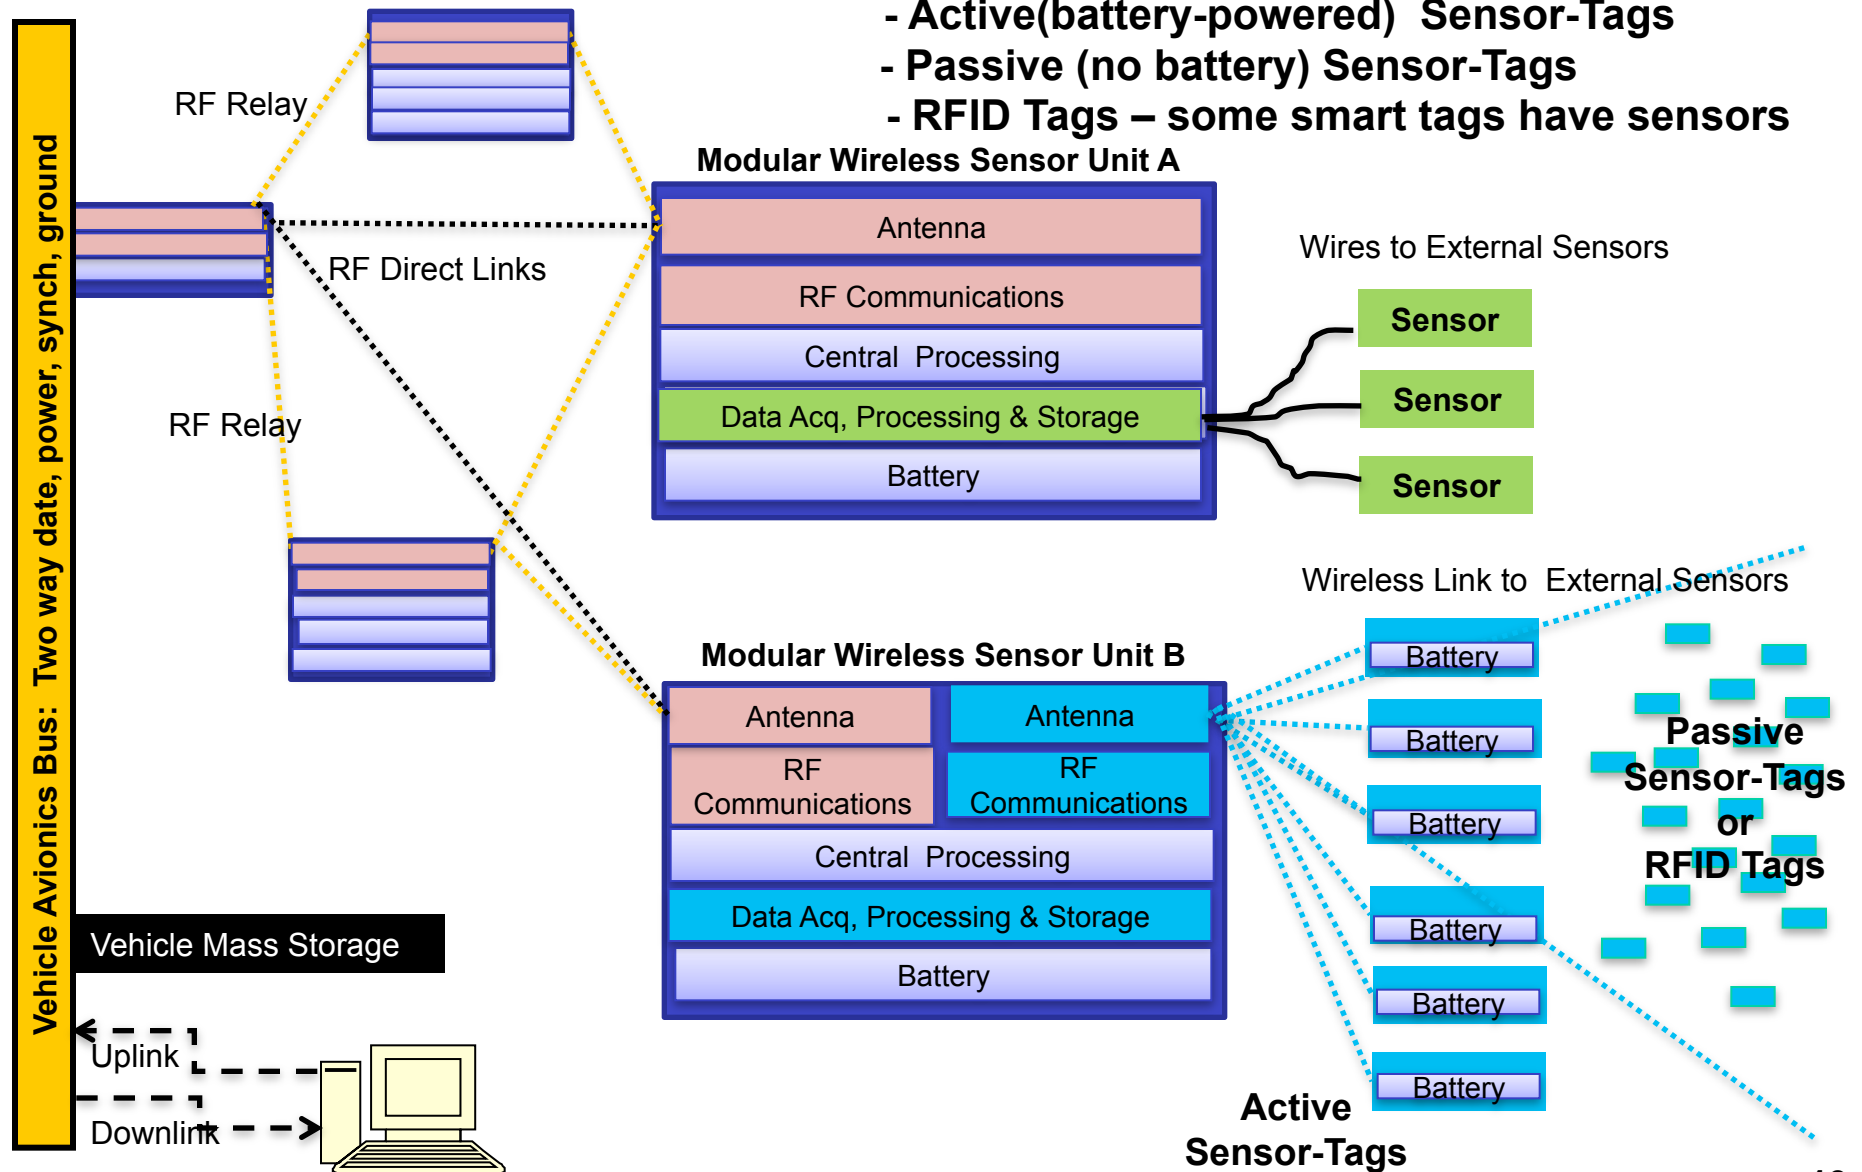 - Active(battery-powered) Sensor-Tags
- Passive (no battery) Sensor-Tags
- RFID Tags – some smart tags have sensors
Vehicle Avionics Bus: Two way date, power, synch, ground
RF Relay
RF Direct Links
RF Relay
Modular Wireless Sensor Unit A
Antenna
RF Communications
Central Processing
Data Acq, Processing & Storage
Battery
Wires to External Sensors
Sensor
Sensor
Sensor
Modular Wireless Sensor Unit B
Antenna
Antenna
RF
Communications
RF
Communications
Central Processing
Data Acq, Processing & Storage
Battery
Wireless Link to External Sensors
Battery
Battery
Battery
Battery
Battery
Battery
Passive
Sensor-Tags
or
RFID Tags
Active
Sensor-Tags
Vehicle Mass Storage
Uplink
Downlink